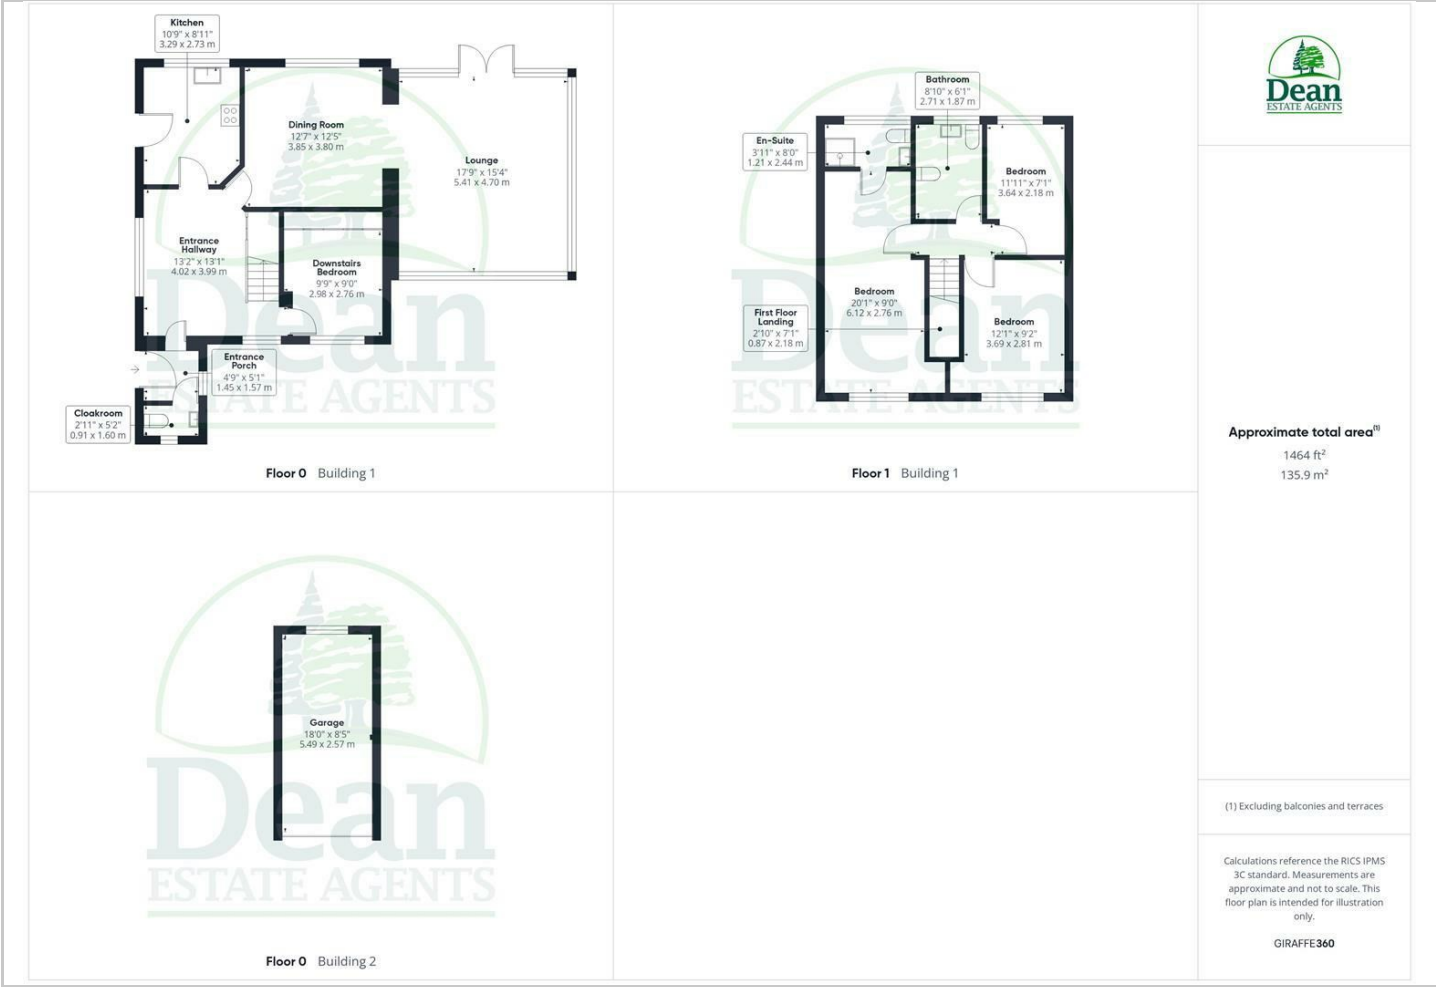 Kitchen
10'9" x 8'11"
3.29 x 2.73 m
Dining Room
12'7" x 12'5"
3.85 x 3.80 m
Lounge
17'9" x 15'4"
5.41 x 4.70 m
Entrance
Hallway
13'2" x 13'1"
4.02 x 3.99 m
Downstairs
Bedroom
9'9" x 9'0"
2.98 x 2.76 m
Entrance
Porch
4'9" x 5'1"
1.45 x 1.57 m
Cloakroom
2'11" x 5'2"
0.91 x 1.60 m
Dean
ESTATE AGENTS
Floor 0 Building 1
Bathroom
8'10" x 6'1"
2.71 x 1.87 m
En-Suite
3'11" x 8'0"
1.21 x 2.44 m
Bedroom
11'11" x 7'1"
3.64 x 2.18 m
Bedroom
20'1" x 9'0"
6.12 x 2.76 m
First Floor
Landing
2'10" x 7'1"
0.87 x 2.18 m
Bedroom
12'1" x 9'2"
3.69 x 2.81 m
Dean
ESTATE AGENTS
Floor 1 Building 1
Garage
18'0" x 8'5"
5.49 x 2.57 m
Dean
ESTATE AGENTS
Floor 0 Building 2
Dean
ESTATE AGENTS
Approximate total area(1)
1464 ft²
135.9 m²
(1) Excluding balconies and terraces
Calculations reference the RICS IPMS
3C standard. Measurements are
approximate and not to scale. This
floor plan is intended for illustration
only.
GIRAFFE360